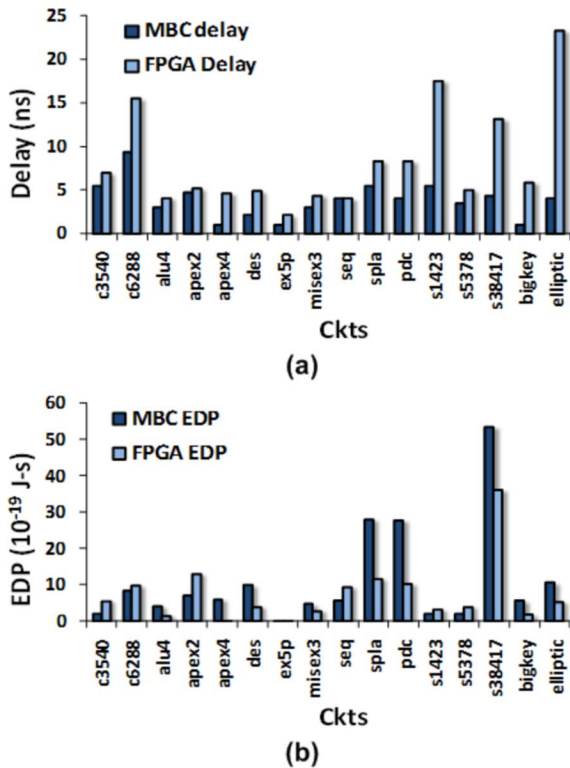 25
20
15
10
5
0
Delay (ns)
MBC delay
FPGA Delay
c3540
c6288
alu4
apex2
apex4
des
ex5p
misex3
seq
spla
pdc
s1423
s5378
s38417
bigkey
elliptic
Ckts
(a)
60
50
40
30
20
10
0
EDP (10⁻¹⁹ J-s)
MBC EDP
FPGA EDP
c3540
c6288
alu4
apex2
apex4
des
ex5p
misex3
seq
spla
pdc
s1423
s5378
s38417
bigkey
elliptic
Ckts
(b)